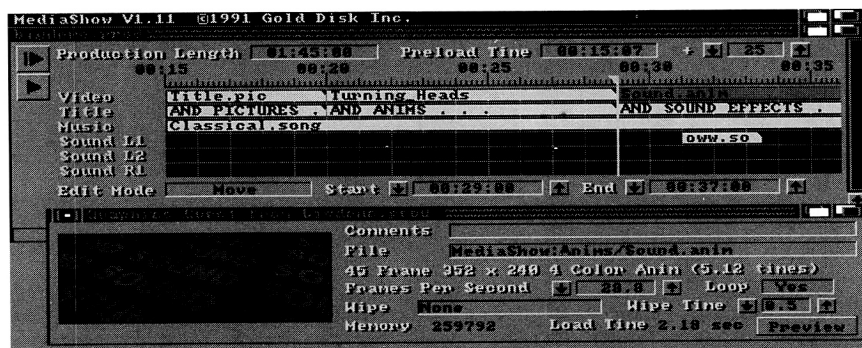 MediaShow V1.11 ©1991 Gold Disk Inc.
Production Length 01:45:00 Preload Time 00:15:07 + 25
00:15 00:20 00:25 00:30 00:35
Video Title.pic Turning_Heads Sound.anim
Title AND PICTURES . AND ANIMS . . . AND SOUND EFFECTS .
Music Classical.song
Sound L1 oww.so
Sound L2
Sound R1
Edit Mode Move Start 00:29:00 End 00:37:00
Comments
File MediaShow:Anims/Sound.anim
45 Frame 352 x 240 4 Color Anim (5.12 times)
Frames Per Second 20.0 Loop Yes
Wipe None Wipe Time 0.5
Memory 259792 Load Time 2.18 sec Preview